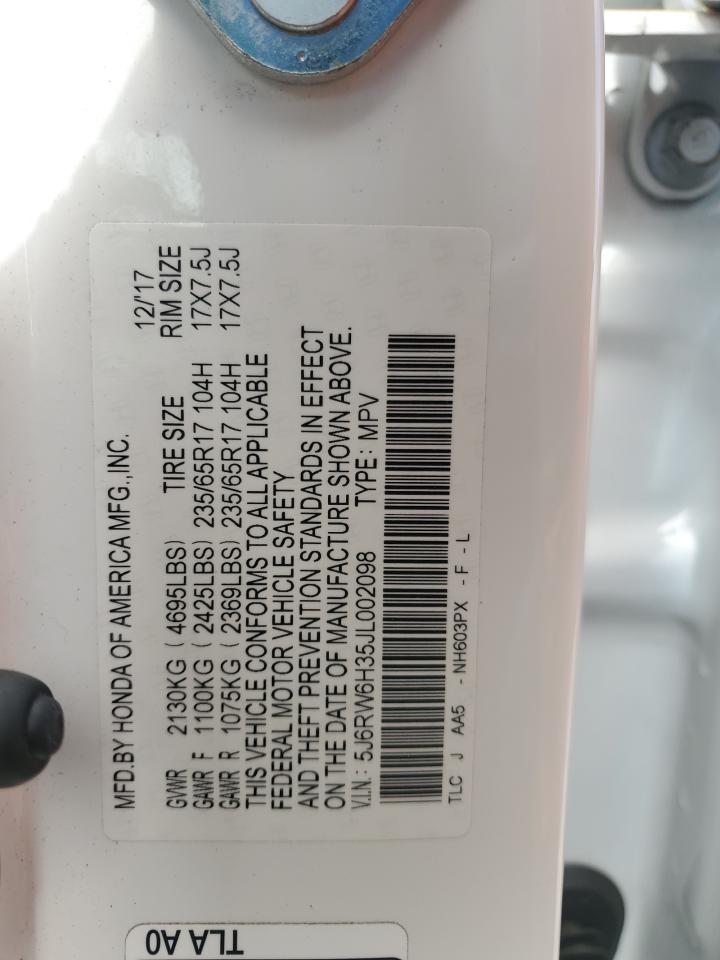 MFD.BY HONDA OF AMERICA MFG.,INC. 12/'17
GVWR 2130KG ( 4695LBS) TIRE SIZE RIM SIZE
GAWR F 1100KG ( 2425LBS) 235/65R17 104H 17X7.5J
GAWR R 1075KG ( 2369LBS) 235/65R17 104H 17X7.5J
THIS VEHICLE CONFORMS TO ALL APPLICABLE
FEDERAL MOTOR VEHICLE SAFETY
AND THEFT PREVENTION STANDARDS IN EFFECT
ON THE DATE OF MANUFACTURE SHOWN ABOVE.
V.I.N.: 5J6RW6H35JL002098 TYPE: MPV
TLC J AA5 - NH603PX - F - L
TLA A0